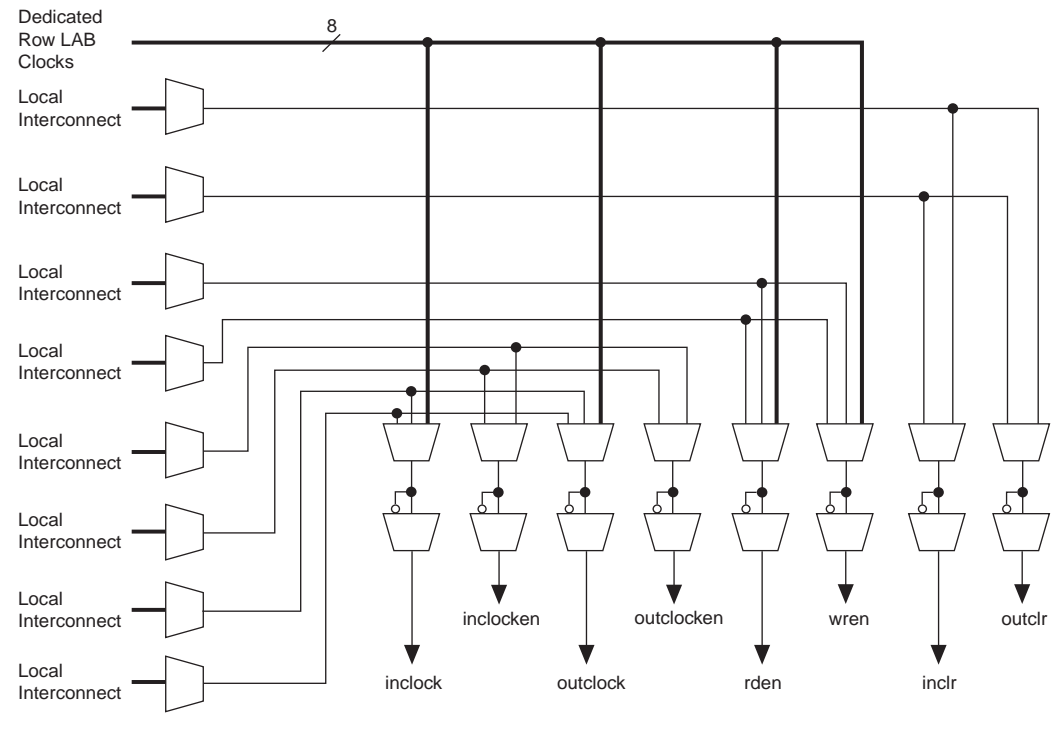 Dedicated
Row LAB
Clocks
8
Local
Interconnect
Local
Interconnect
Local
Interconnect
Local
Interconnect
Local
Interconnect
Local
Interconnect
Local
Interconnect
Local
Interconnect
inclocken
outclocken
wren
outclr
inclock
outclock
rden
inclr